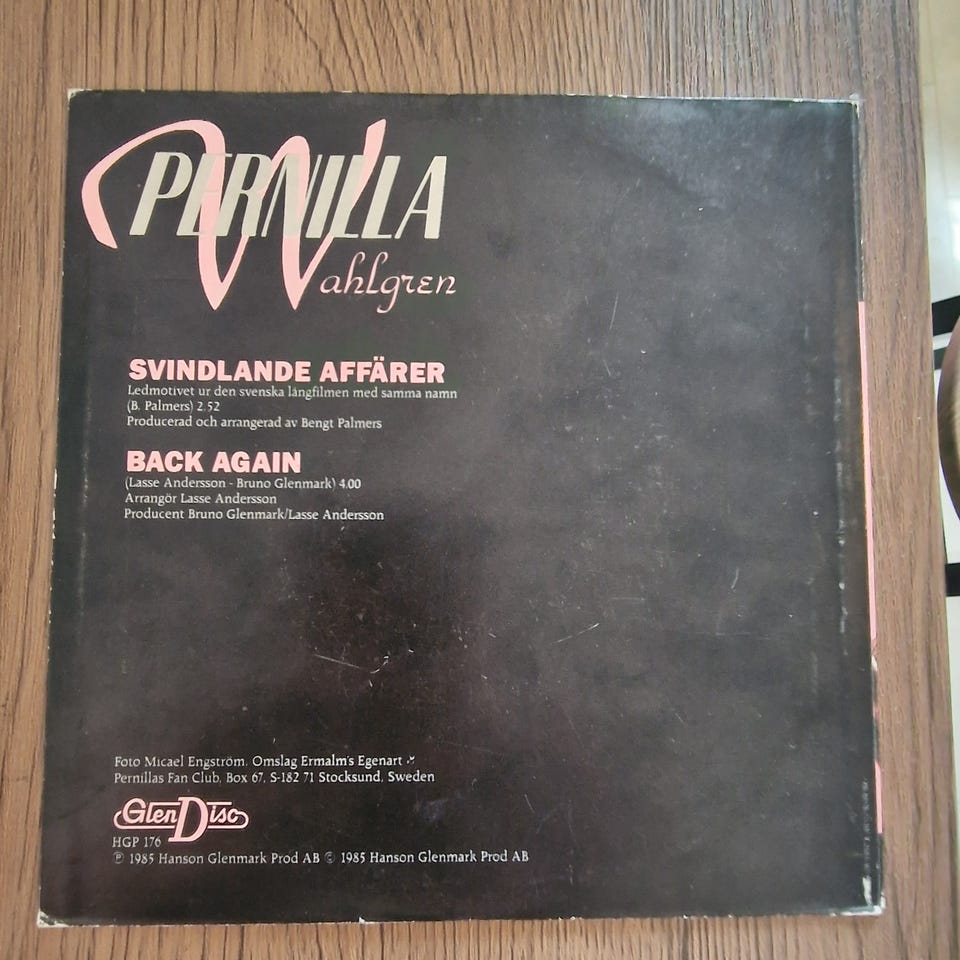 PERNILLA
Wahlgren
SVINDLANDE AFFÄRER
Ledmotivet ur den svenska långfilmen med samma namn
(B. Palmers) 2.52
Producerad och arrangerad av Bengt Palmers
BACK AGAIN
(Lasse Andersson - Bruno Glenmark) 4.00
Arrangör Lasse Andersson
Producent Bruno Glenmark/Lasse Andersson
Foto Micael Engström, Omslag Ermalm's Egenart
Pernillas Fan Club, Box 67, S-182 71 Stocksund, Sweden
GlenDisc
HGP 176
℗ 1985 Hanson Glenmark Prod AB © 1985 Hanson Glenmark Prod AB